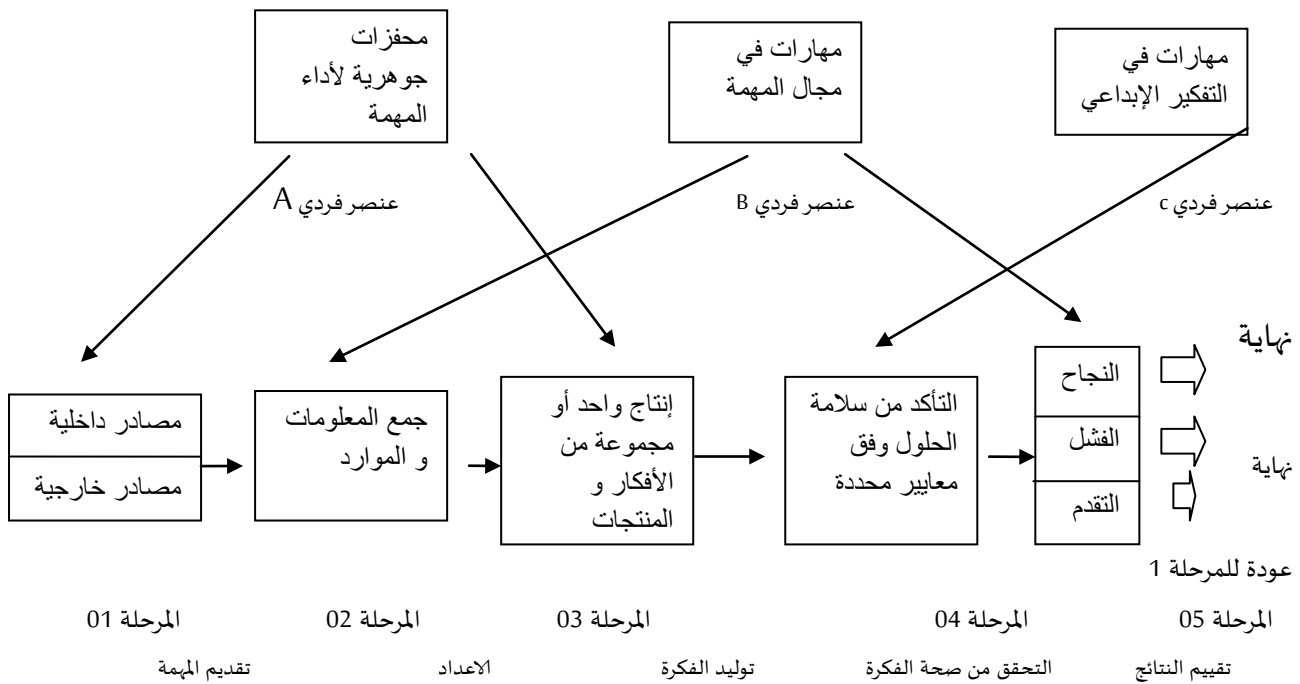 محفزات
جوهرية لأداء
المهمة
مهارات في
مجال المهمة
مهارات في
التفكير الإبداعي
عنصر فردي A
عنصر فردي B
عنصر فردي c
مصادر داخلية
مصادر خارجية
جمع المعلومات
و الموارد
إنتاج واحد أو
مجموعة من
الأفكار و
المنتجات
التأكد من سلامة
الحلول وفق
معايير محددة
النجاح
الفشل
التقدم
نهاية
نهاية
عودة للمرحلة 1
المرحلة 01
المرحلة 02
المرحلة 03
المرحلة 04
المرحلة 05
تقديم المهمة
الاعداد
توليد الفكرة
التحقق من صحة الفكرة
تقييم النتائج